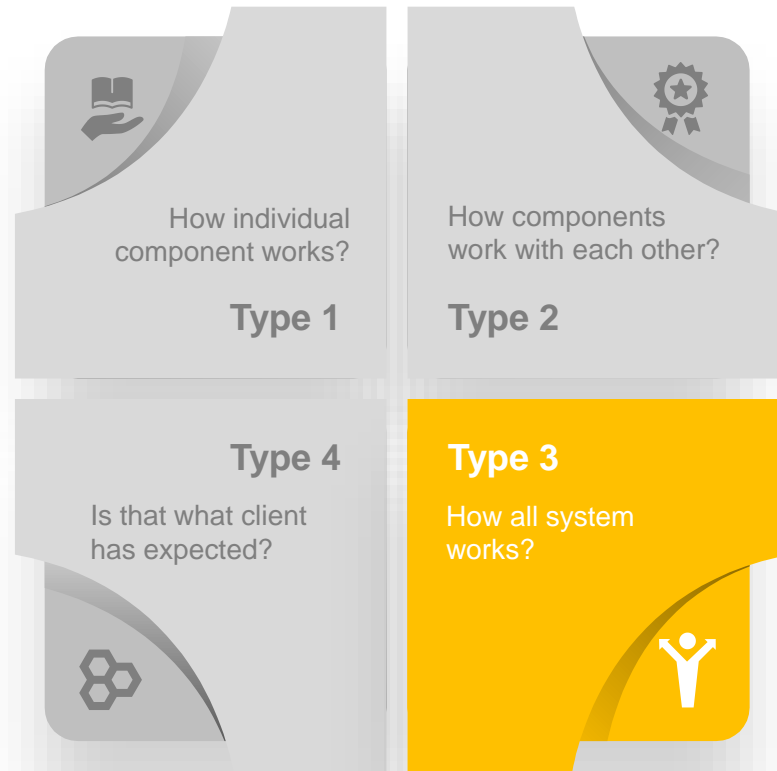 How individual
component works?
Type 1
How components
work with each other?
Type 2
Type 4
Is that what client
has expected?
Type 3
How all system
works?